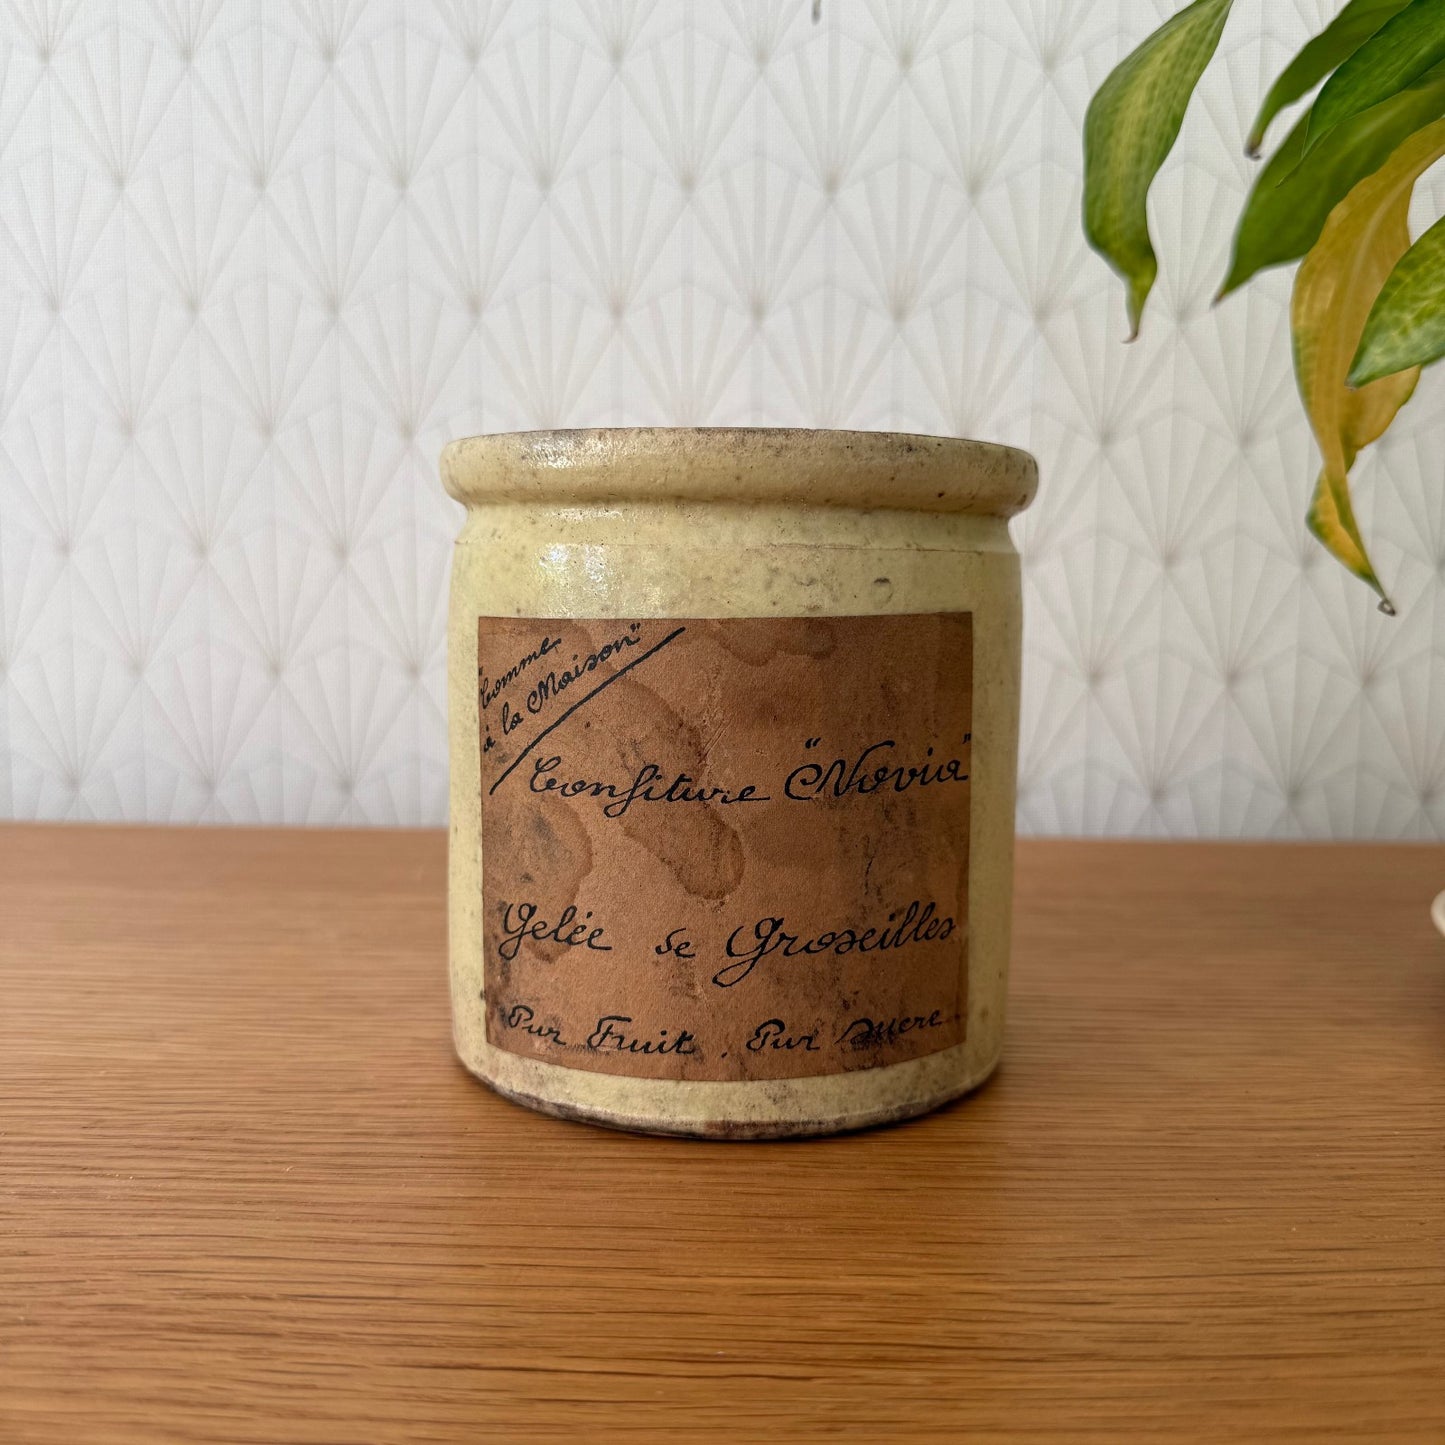 "Comme
à la Maison"
Confiture "Novia"
Gelée de Groseilles
Pur Fruit. Pur sucre